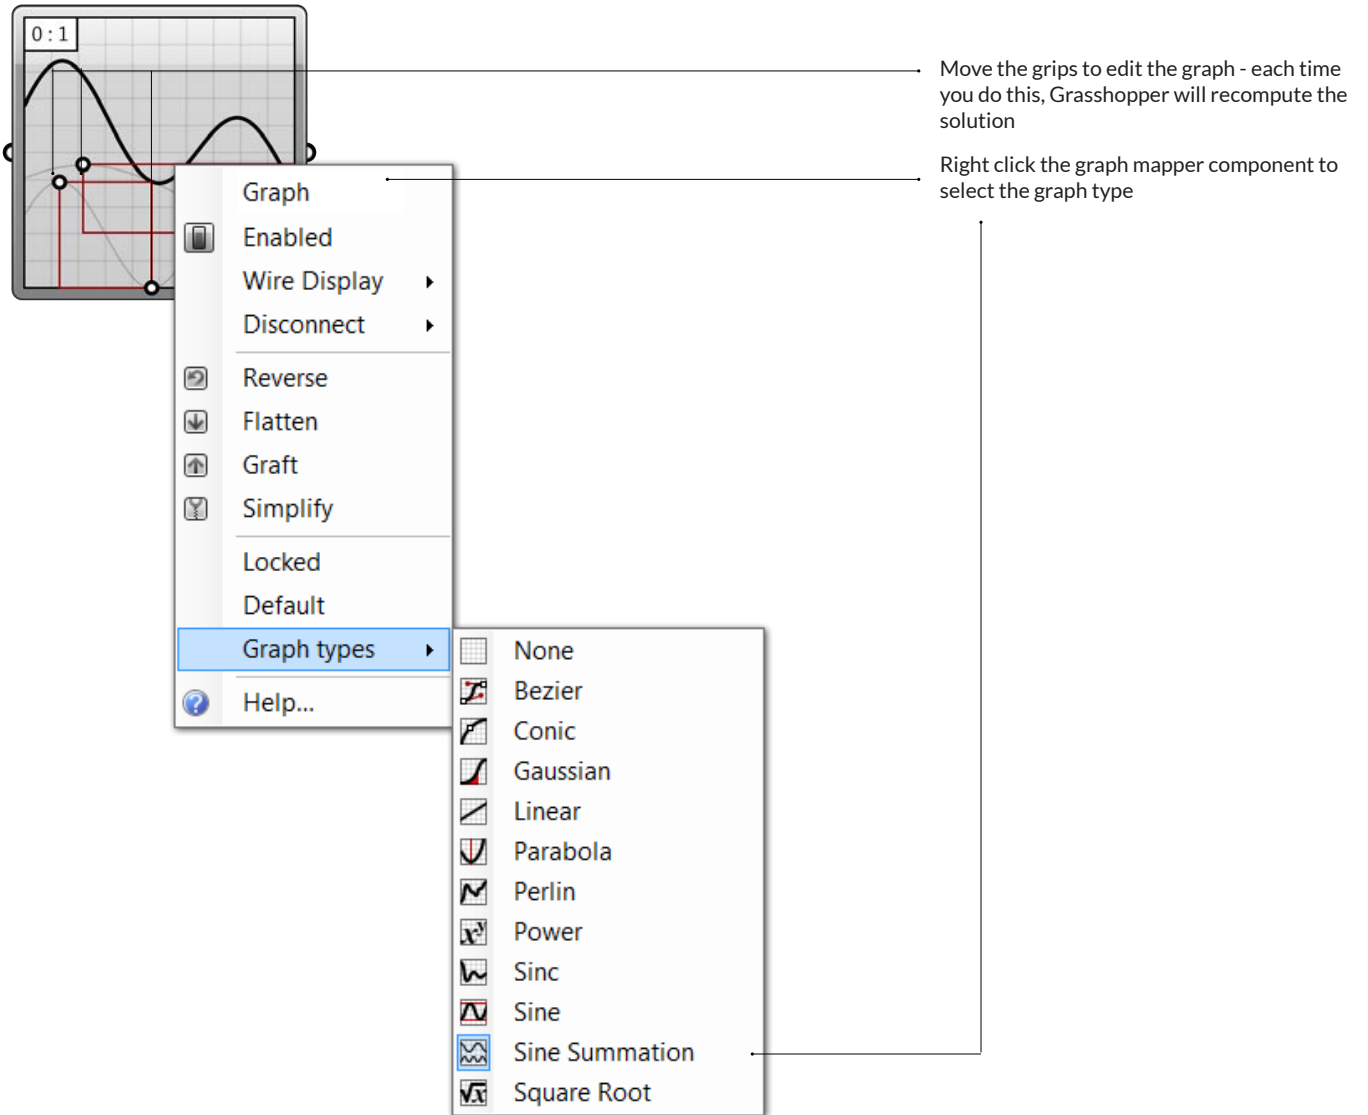 0 : 1
Move the grips to edit the graph - each time
you do this, Grasshopper will recompute the
solution
Right click the graph mapper component to
select the graph type
Graph
Enabled
Wire Display
Disconnect
Reverse
Flatten
Graft
Simplify
Locked
Default
Graph types
Help...
None
Bezier
Conic
Gaussian
Linear
Parabola
Perlin
Power
Sinc
Sine
Sine Summation
Square Root